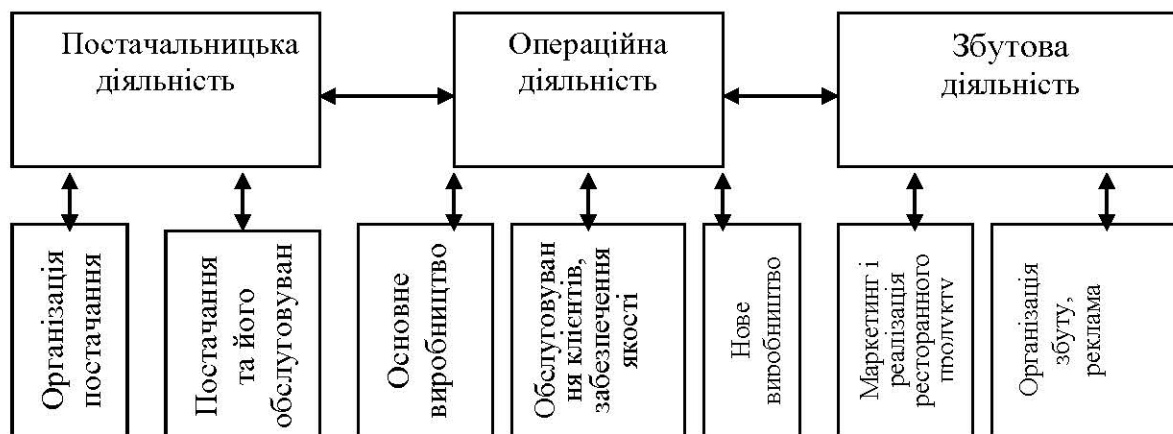 Постачальницька
діяльність
Операційна
діяльність
Збутова
діяльність
Організація
постачання
Постачання
та його
обслуговуван
Основне
виробництво
Обслуговуван
ня клієнтів,
забезпечення
якості
Нове
виробництво
Маркетинг і
реалізація
ресторанного
продукту
Організація
збуту,
реклама